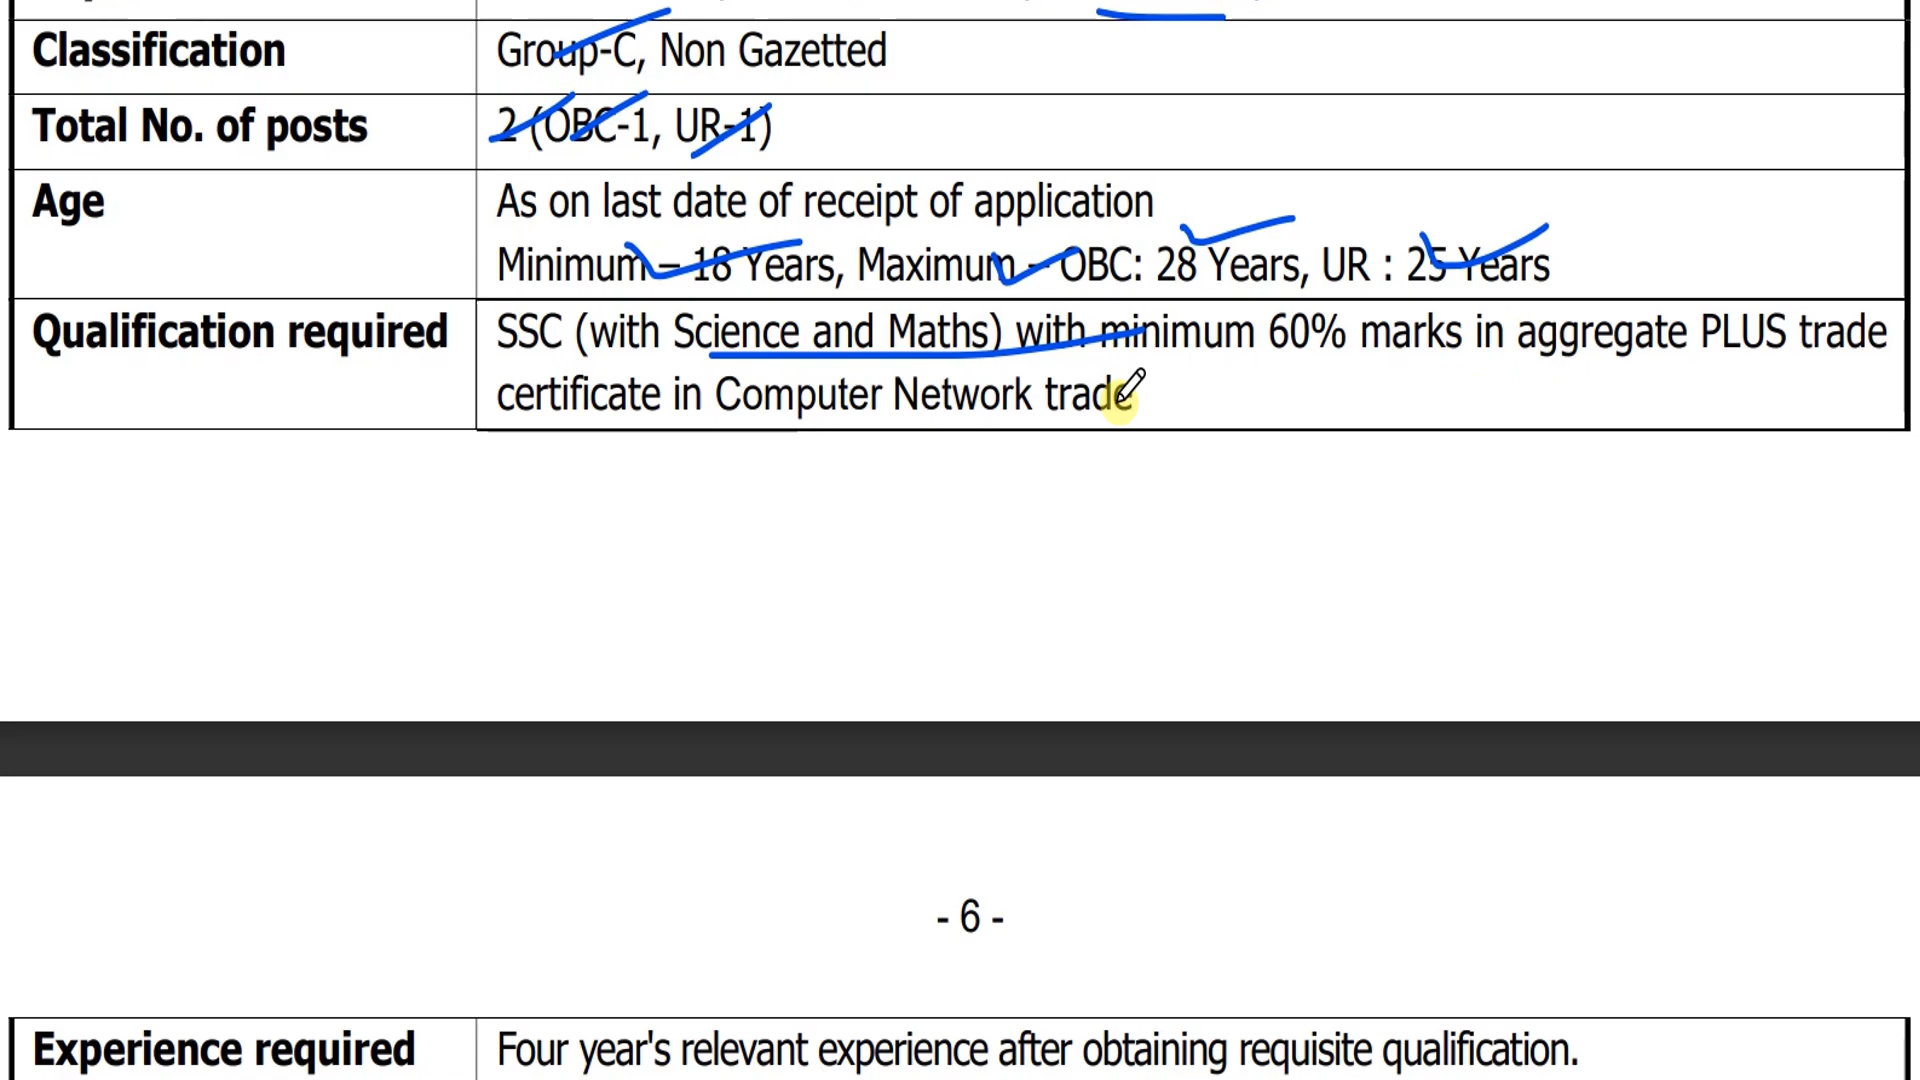 Classification
Group-C, Non Gazetted
Total No. of posts
2 (OBC-1, UR-1)
Age
As on last date of receipt of application
Minimum – 18 Years, Maximum – OBC: 28 Years, UR : 25 Years
Qualification required
SSC (with Science and Maths) with minimum 60% marks in aggregate PLUS trade
certificate in Computer Network trade
- 6 -
Experience required
Four year's relevant experience after obtaining requisite qualification.